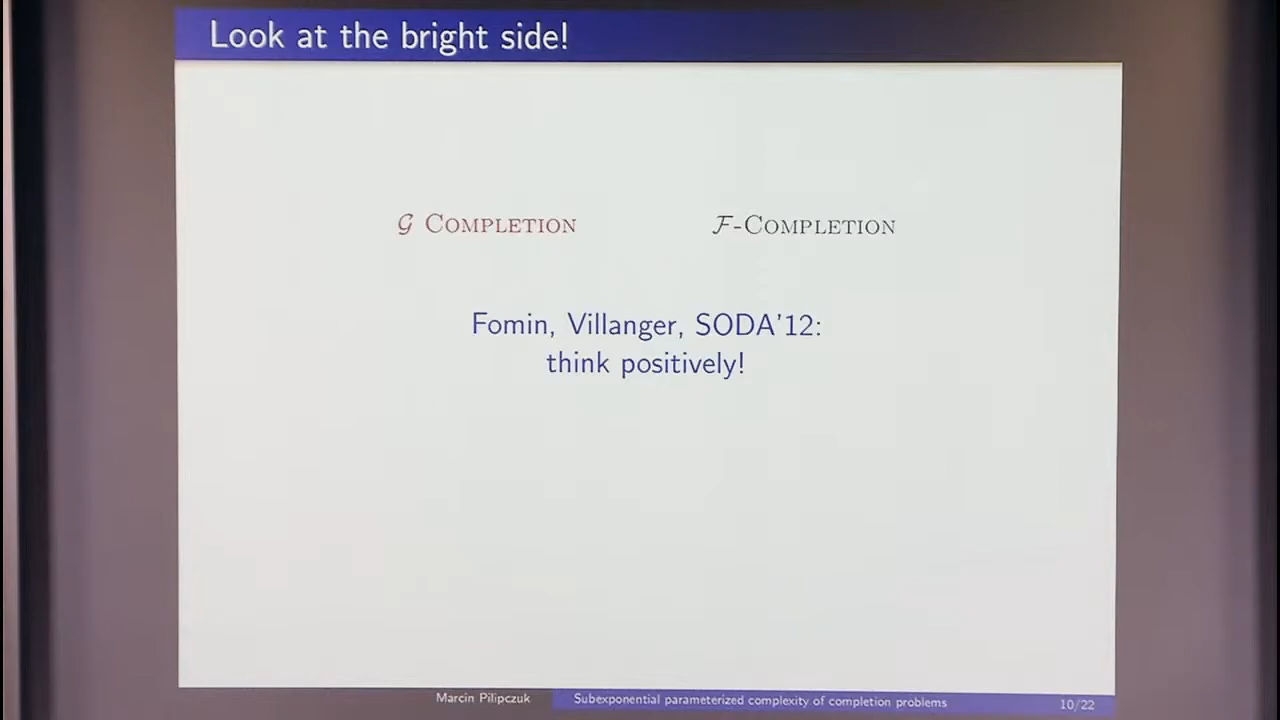 Look at the bright side!
𝒢 COMPLETION ℱ-COMPLETION
Fomin, Villanger, SODA'12:
think positively!
Marcin Pilipczuk Subexponential parameterized complexity of completion problems 10/22